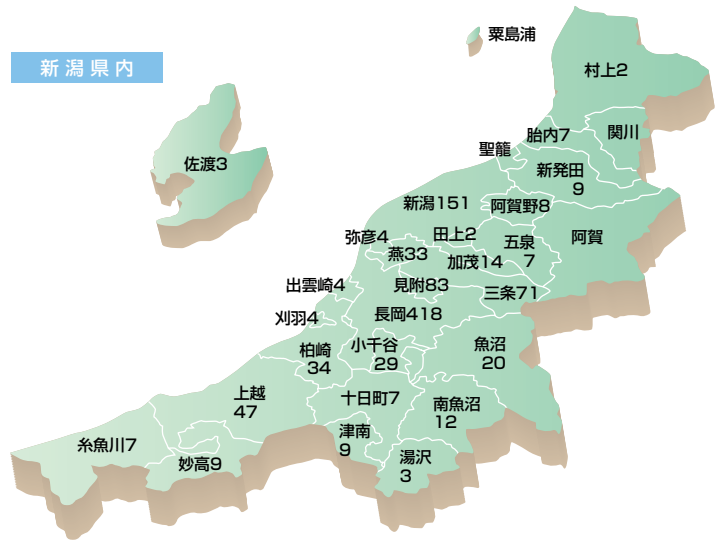 新潟県内
粟島浦
村上2
関川
胎内7
聖籠
新発田
9
佐渡3
新潟151
阿賀野8
弥彦4
田上2
五泉
7
阿賀
燕33
加茂14
出雲崎4
見附83
三条71
刈羽4
長岡418
柏崎
34
小千谷
29
魚沼
20
上越
47
十日町7
南魚沼
12
糸魚川7
妙高9
津南
9
湯沢
3